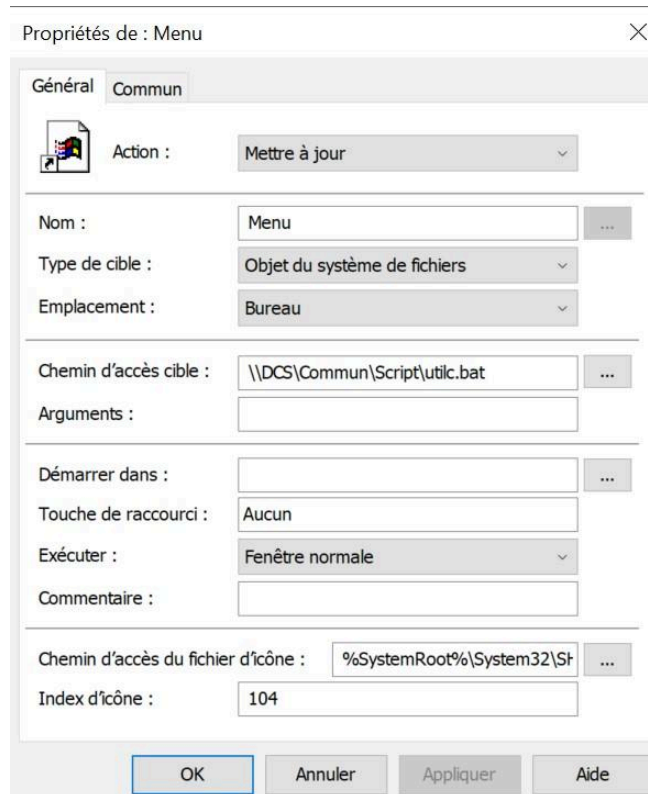 Propriétés de : Menu
Général Commun
Action : Mettre à jour
Nom : Menu ...
Type de cible : Objet du système de fichiers
Emplacement : Bureau
Chemin d'accès cible : \\DCS\Commun\Script\utilc.bat ...
Arguments :
Démarrer dans : ...
Touche de raccourci : Aucun
Exécuter : Fenêtre normale
Commentaire :
Chemin d'accès du fichier d'icône : %SystemRoot%\System32\SH ...
Index d'icône : 104
OK Annuler Appliquer Aide